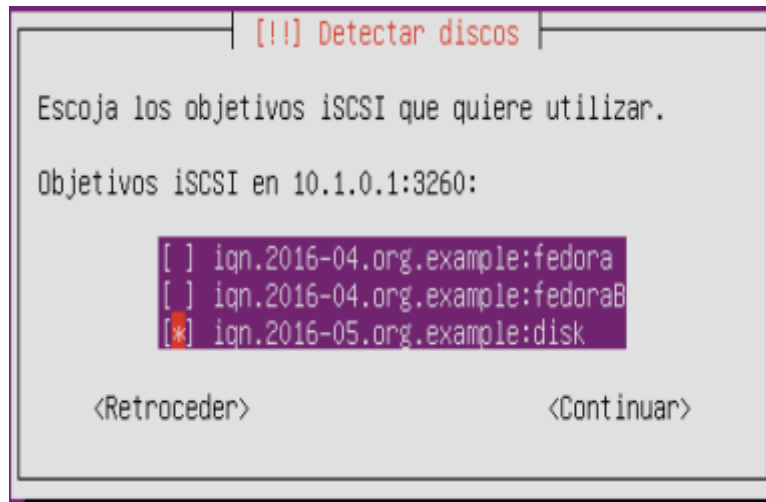 [!!] Detectar discos
Escoja los objetivos iSCSI que quiere utilizar.
Objetivos iSCSI en 10.1.0.1:3260:
[ ] iqn.2016-04.org.example:fedora
[ ] iqn.2016-04.org.example:fedoraB
[*] iqn.2016-05.org.example:disk
<Retroceder> <Continuar>